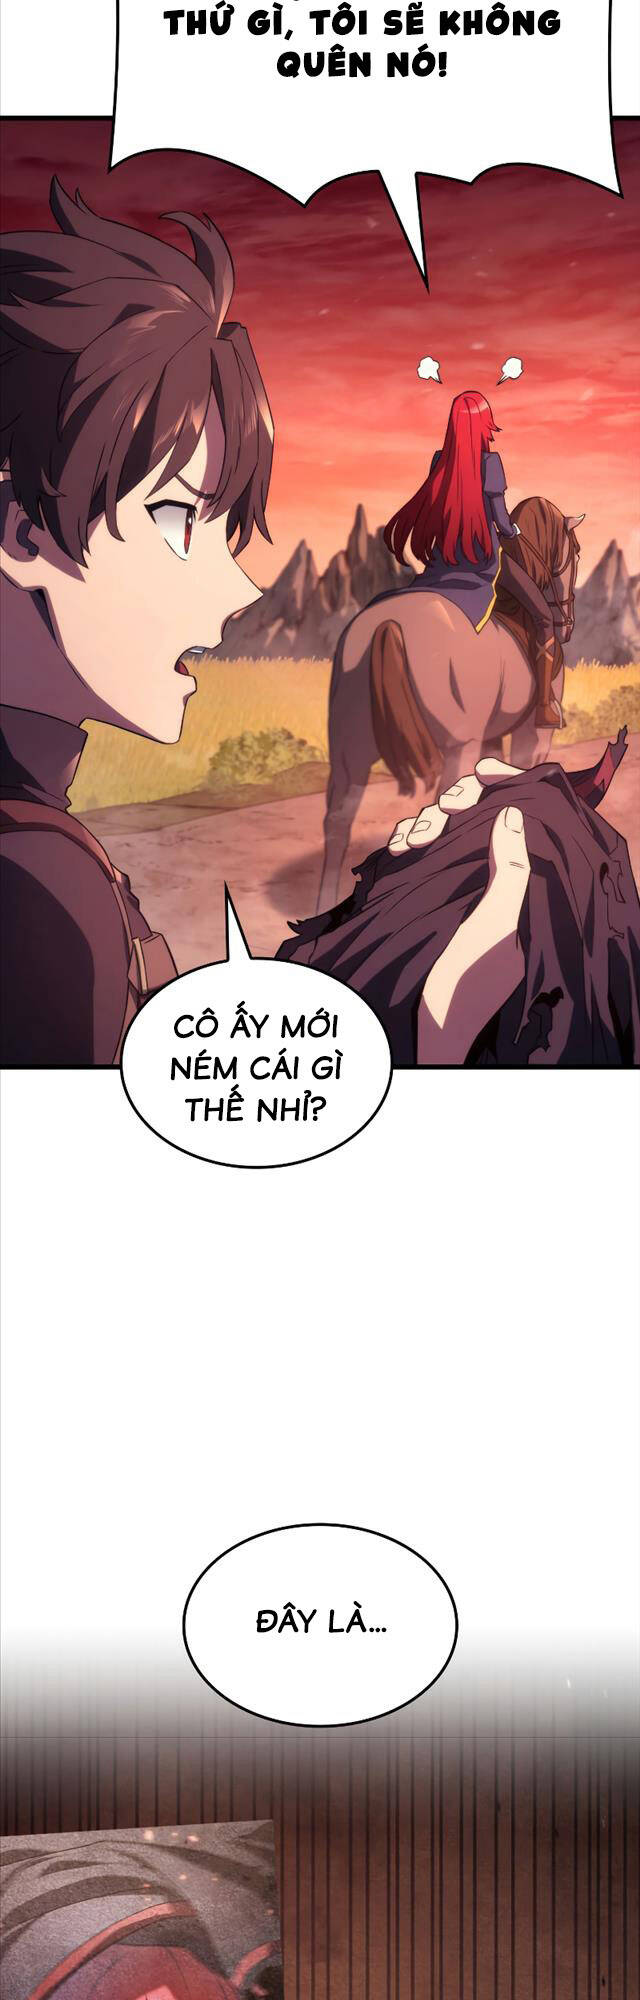 THỨ GÌ, TÔI SẼ KHÔNG
QUÊN NÓ!
CÔ ẤY MỚI
NÉM CÁI GÌ
THẾ NHỈ?
ĐÂY LÀ...